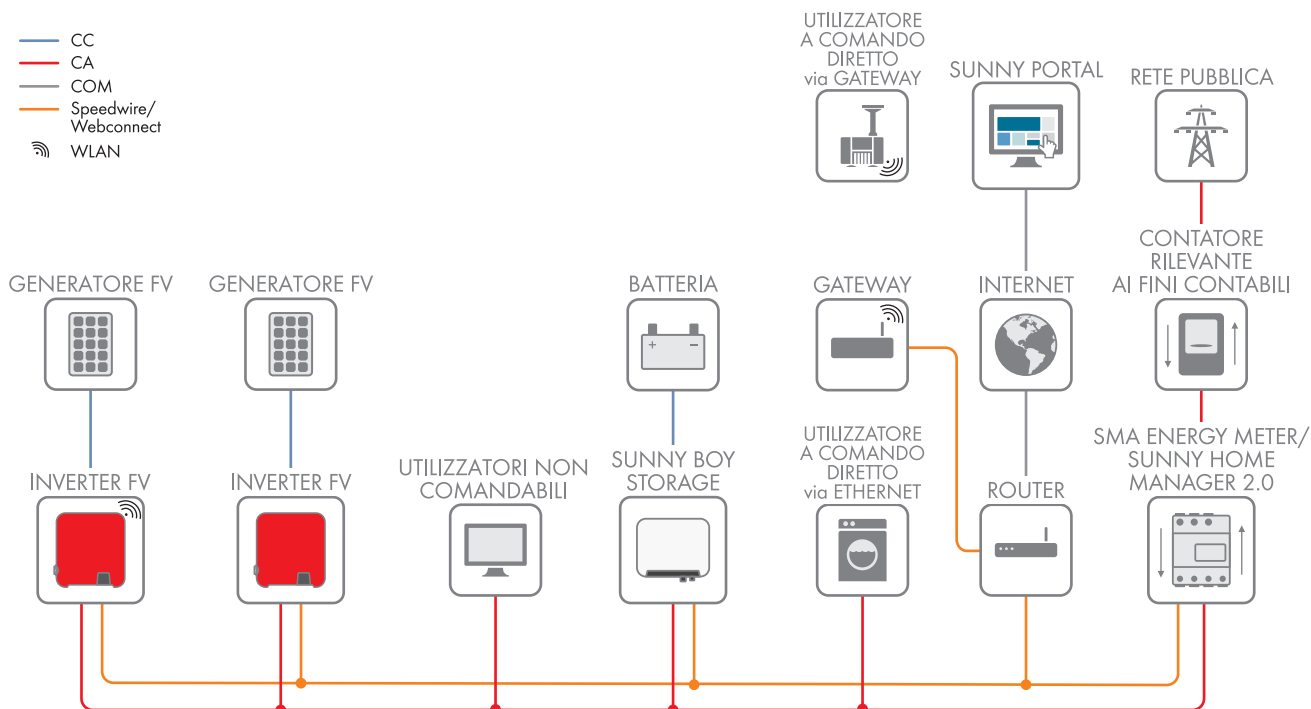 CC
CA
COM
Speedwire/
Webconnect
WLAN
UTILIZZATORE
A COMANDO
DIRETTO
via GATEWAY
SUNNY PORTAL
RETE PUBBLICA
CONTATORE
RILEVANTE
AI FINI CONTABILI
GENERATORE FV
GENERATORE FV
BATTERIA
GATEWAY
INTERNET
+ −
INVERTER FV
INVERTER FV
UTILIZZATORI NON
COMANDABILI
SUNNY BOY
STORAGE
UTILIZZATORE
A COMANDO
DIRETTO
via ETHERNET
ROUTER
SMA ENERGY METER/
SUNNY HOME
MANAGER 2.0